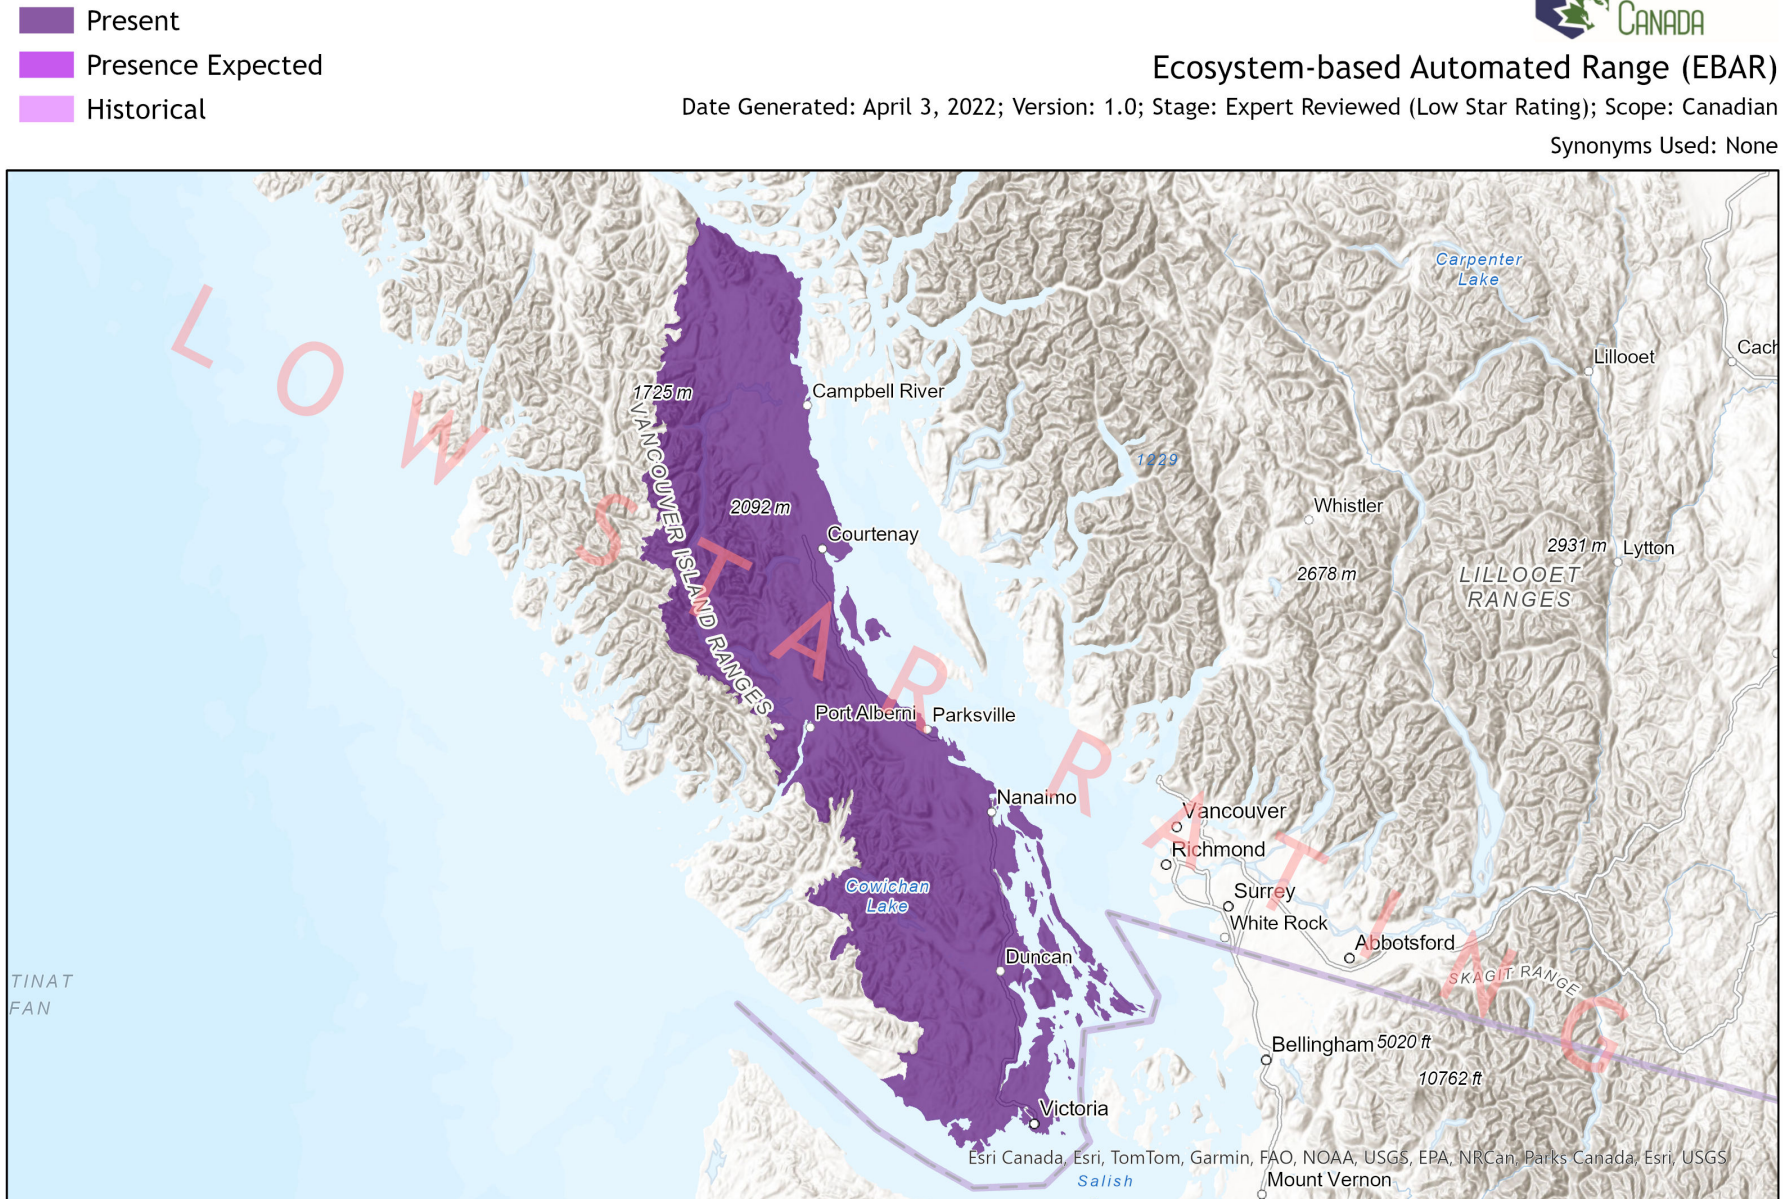 Present
Presence Expected
Historical
CANADA
Ecosystem-based Automated Range (EBAR)
Date Generated: April 3, 2022; Version: 1.0; Stage: Expert Reviewed (Low Star Rating); Scope: Canadian
Synonyms Used: None
LOW STAR RATING
Carpenter
Lake
Lillooet
Cach
1725 m
Campbell River
VANCOUVER ISLAND RANGES
1229
2092 m
Whistler
Courtenay
2931 m
Lytton
2678 m
LILLOOET
RANGES
Port Alberni
Parksville
Nanaimo
Vancouver
Richmond
Cowichan
Lake
Surrey
White Rock
Abbotsford
Duncan
SKAGIT RANGE
TINAT
FAN
Bellingham
5020 ft
10762 ft
Victoria
Esri Canada, Esri, TomTom, Garmin, FAO, NOAA, USGS, EPA, NRCan, Parks Canada, Esri, USGS
Salish
Mount Vernon